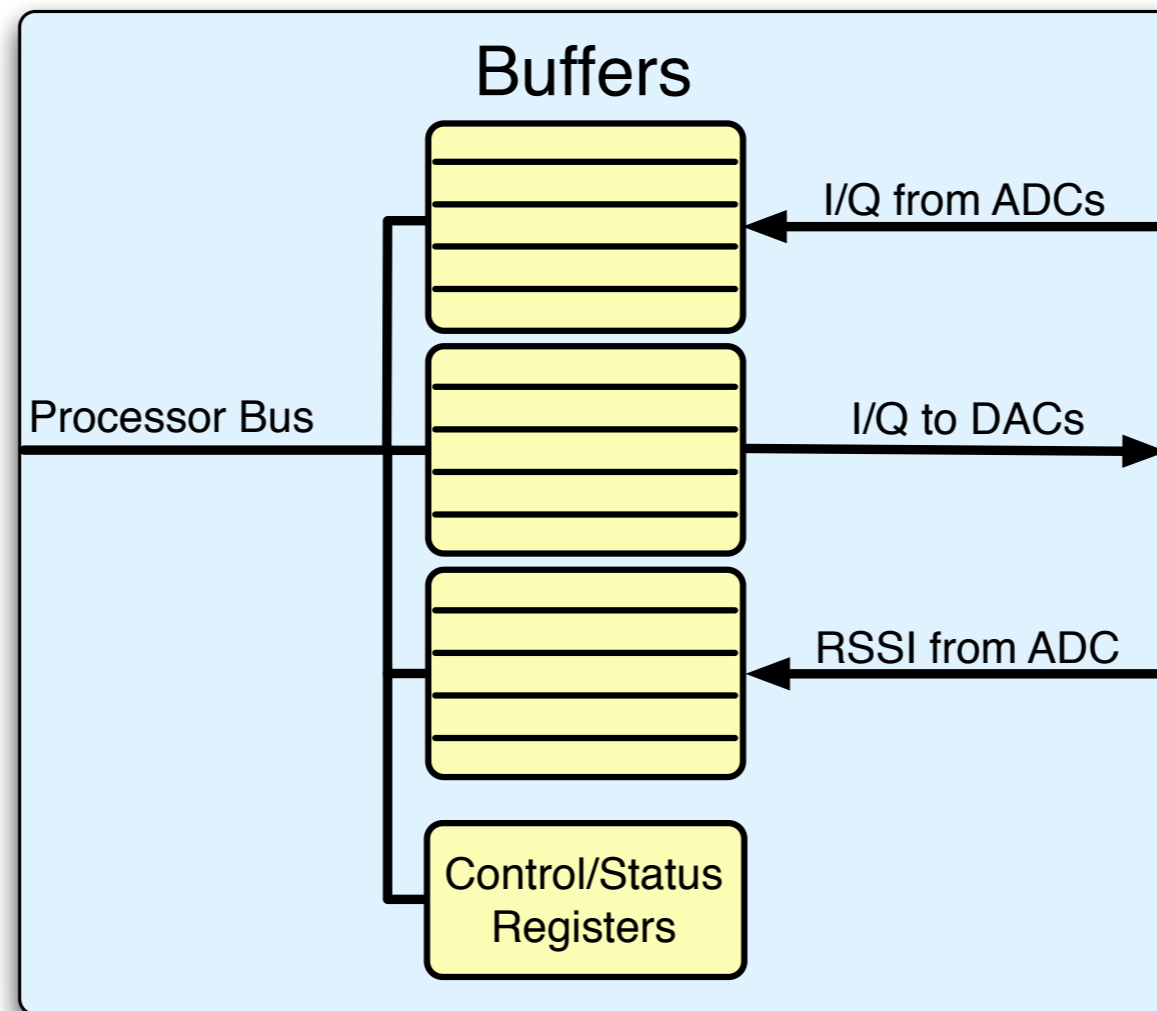 Buffers
I/Q from ADCs
Processor Bus
I/Q to DACs
RSSI from ADC
Control/Status
Registers